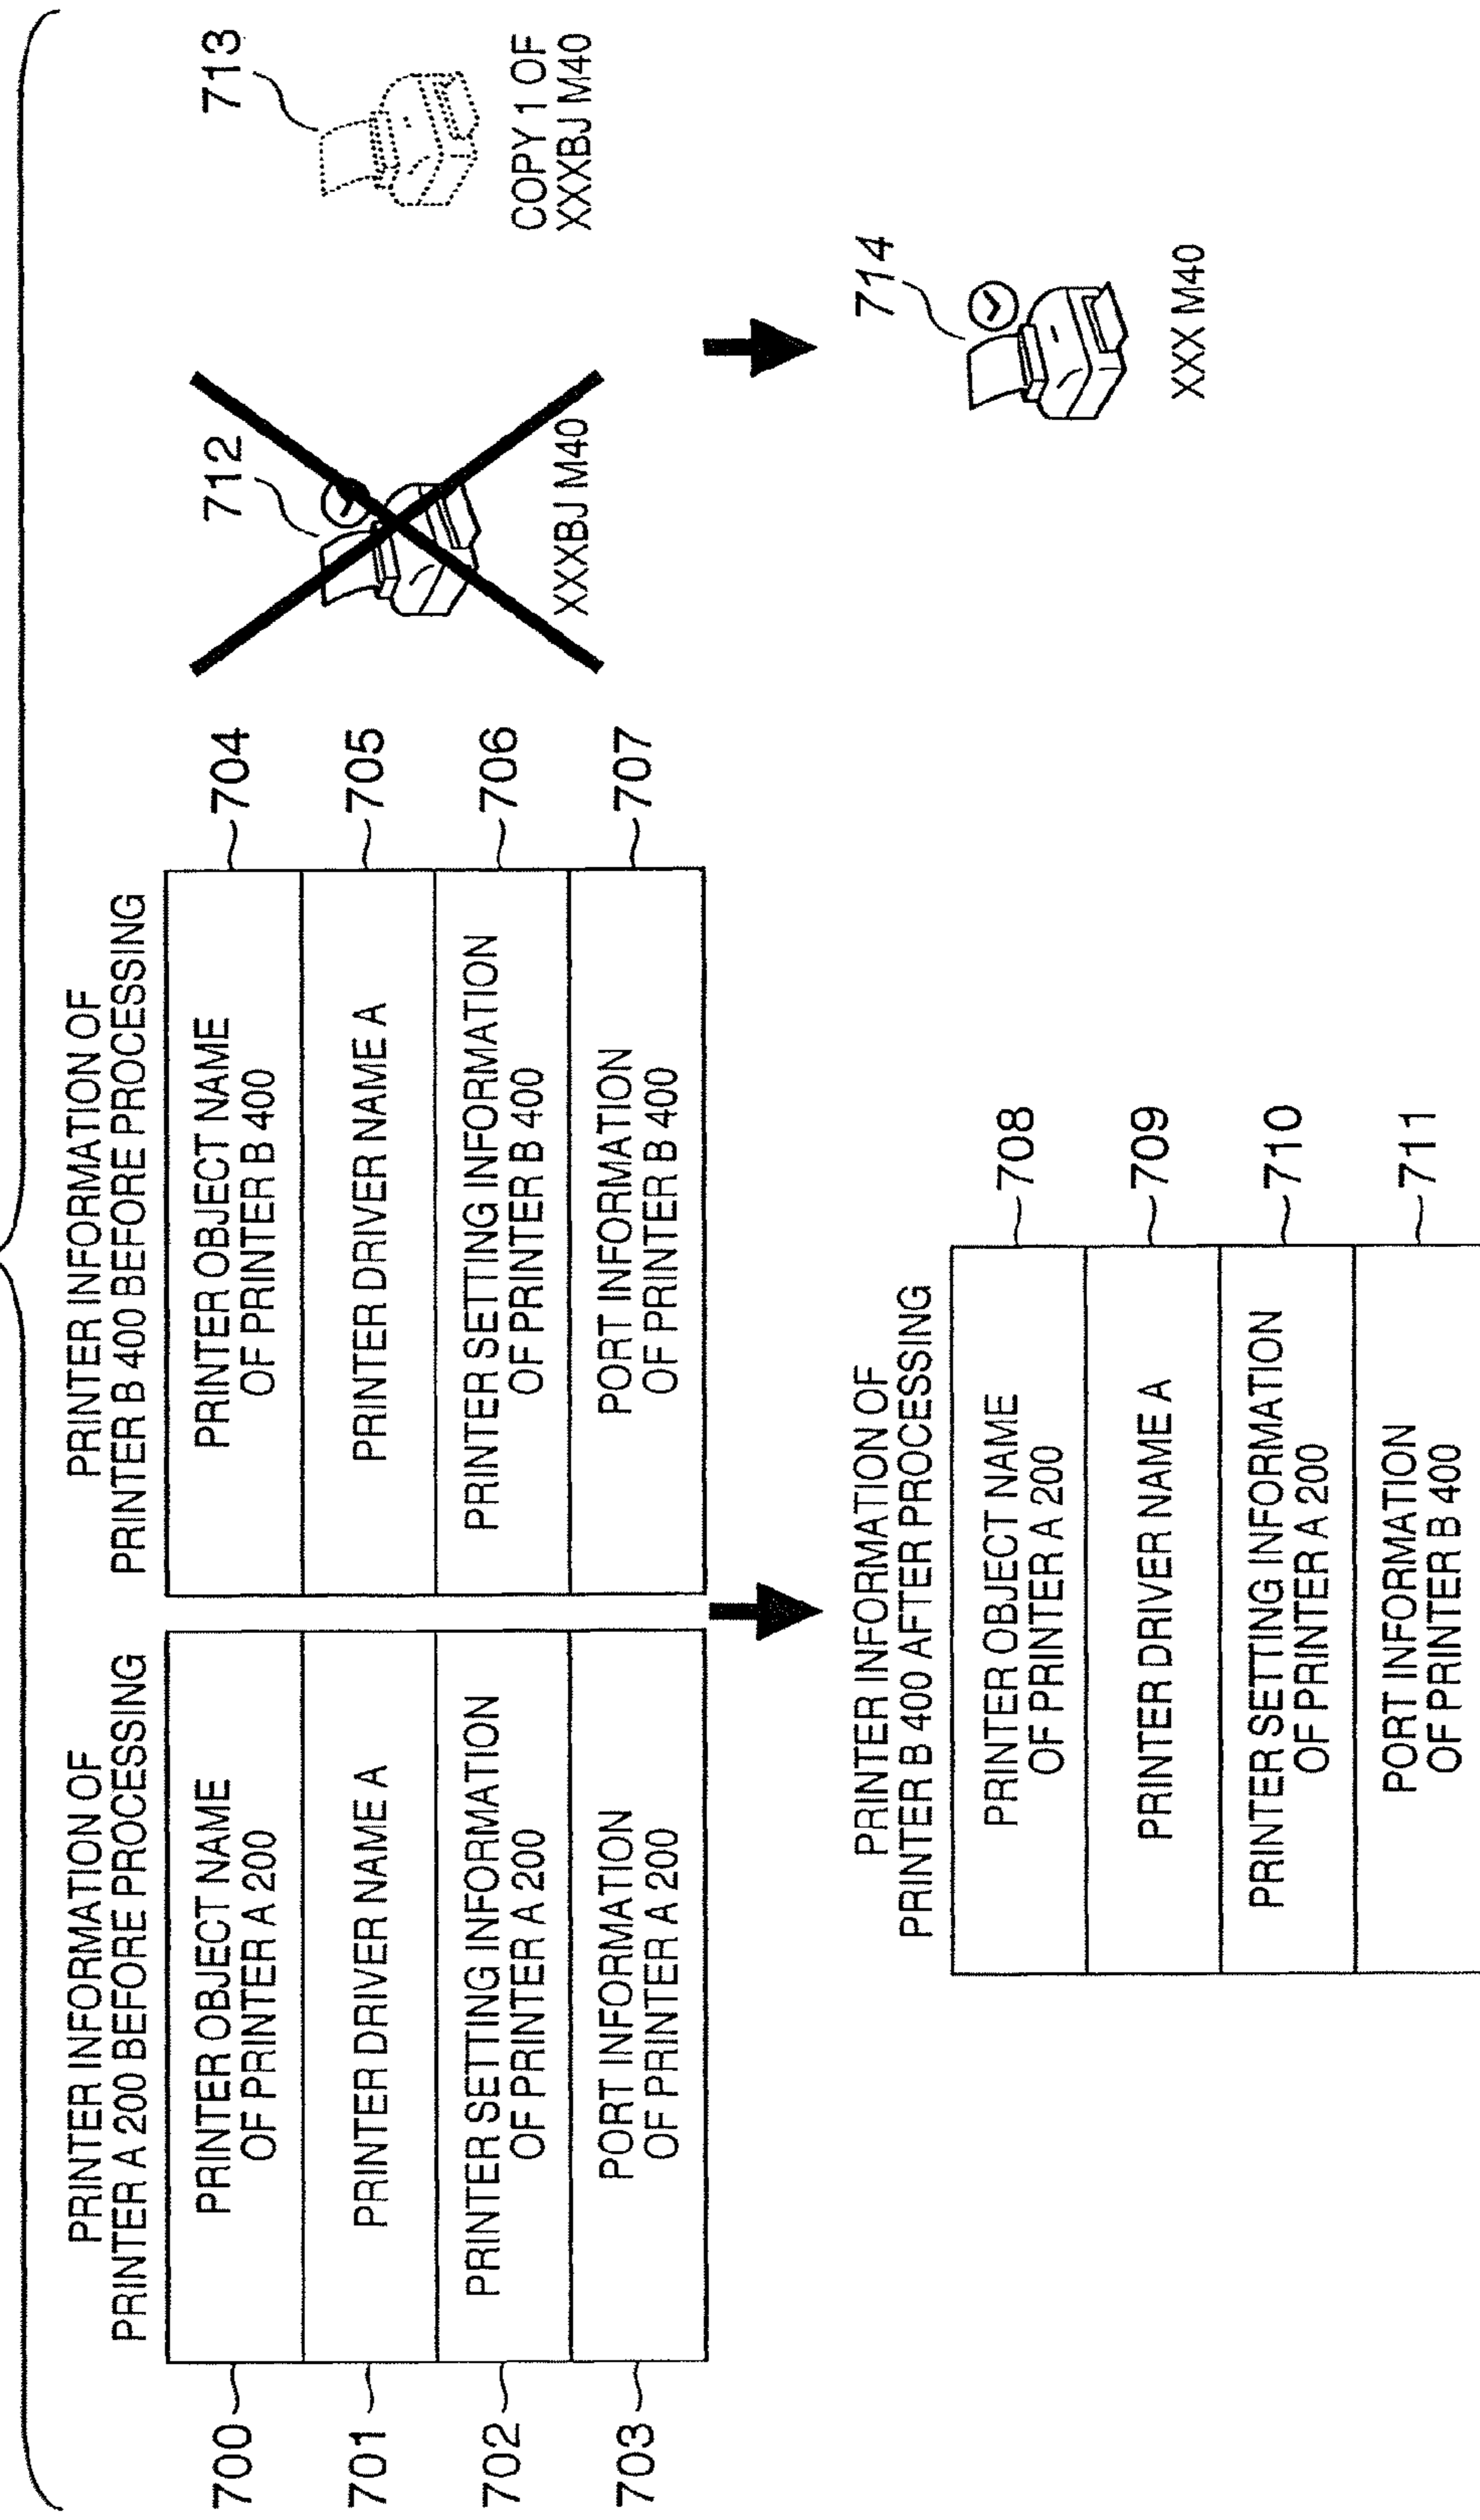 PRINTER INFORMATION OF
PRINTER A 200 BEFORE PROCESSING
700
PRINTER OBJECT NAME
OF PRINTER A 200
701
PRINTER DRIVER NAME A
702
PRINTER SETTING INFORMATION
OF PRINTER A 200
703
PORT INFORMATION
OF PRINTER A 200
PRINTER INFORMATION OF
PRINTER B 400 BEFORE PROCESSING
PRINTER OBJECT NAME
OF PRINTER B 400
704
PRINTER DRIVER NAME A
705
PRINTER SETTING INFORMATION
OF PRINTER B 400
706
PORT INFORMATION
OF PRINTER B 400
707
712
XXXBJ M40
713
COPY 1 OF
XXXBJ M40
PRINTER INFORMATION OF
PRINTER B 400 AFTER PROCESSING
PRINTER OBJECT NAME
OF PRINTER A 200
708
PRINTER DRIVER NAME A
709
PRINTER SETTING INFORMATION
OF PRINTER A 200
710
PORT INFORMATION
OF PRINTER B 400
711
714
XXX M40